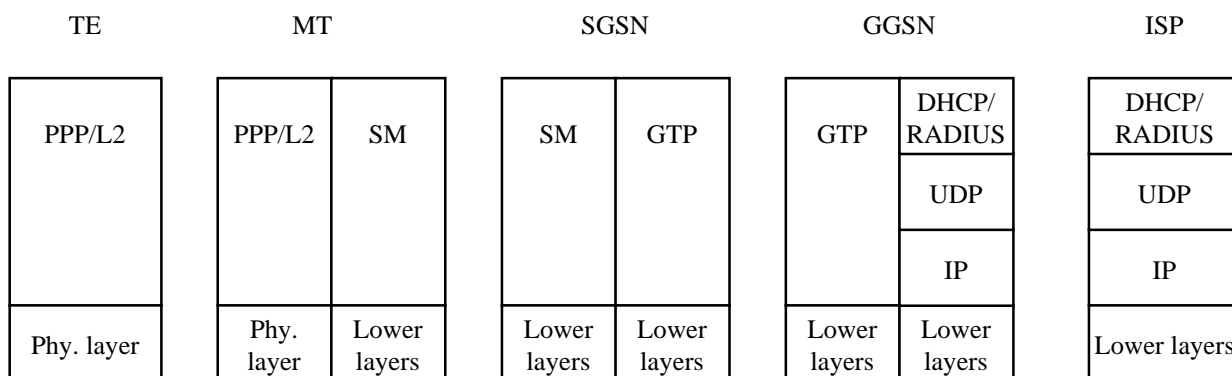 TE MT SGSN GGSN ISP
PPP/L2 PPP/L2 SM SM GTP GTP DHCP/ RADIUS DHCP/ RADIUS
UDP UDP
IP IP
Phy. layer Phy. layer Lower layers Lower layers Lower layers Lower layers Lower layers Lower layers